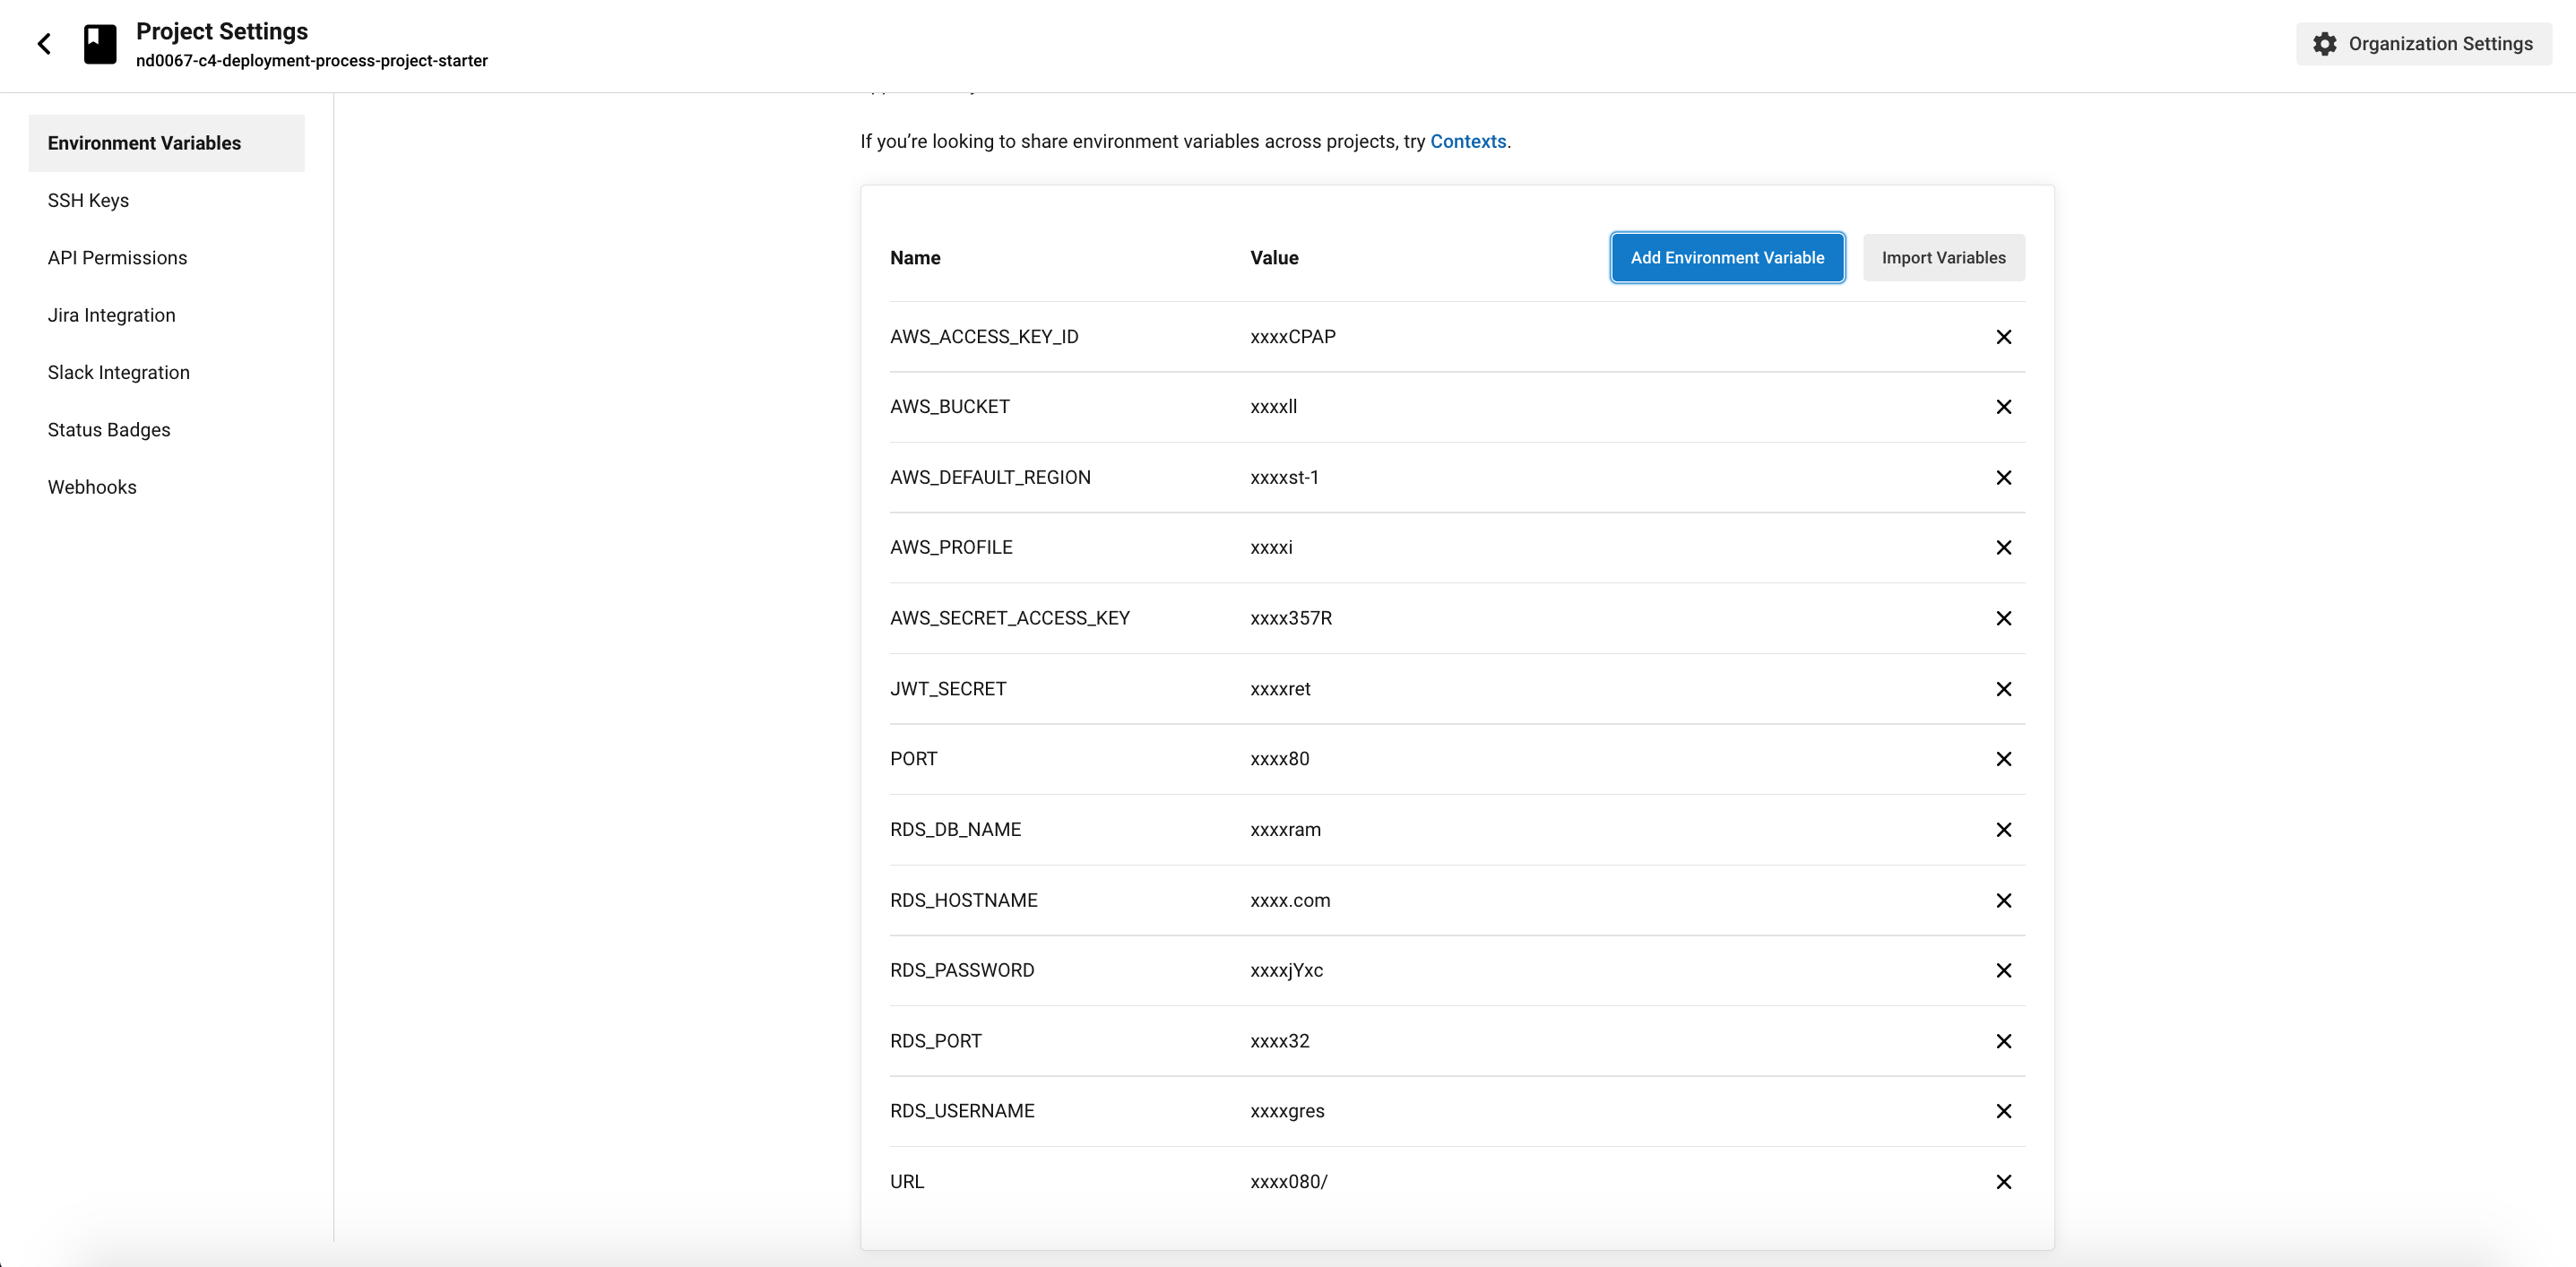 Project Settings
nd0067-c4-deployment-process-project-starter
Organization Settings
Environment Variables
SSH Keys
API Permissions
Jira Integration
Slack Integration
Status Badges
Webhooks
If you’re looking to share environment variables across projects, try Contexts.
Name Value Add Environment Variable Import Variables
AWS_ACCESS_KEY_ID xxxxCPAP
AWS_BUCKET xxxxll
AWS_DEFAULT_REGION xxxxst-1
AWS_PROFILE xxxxi
AWS_SECRET_ACCESS_KEY xxxx357R
JWT_SECRET xxxxret
PORT xxxx80
RDS_DB_NAME xxxxram
RDS_HOSTNAME xxxx.com
RDS_PASSWORD xxxxjYxc
RDS_PORT xxxx32
RDS_USERNAME xxxxgres
URL xxxx080/